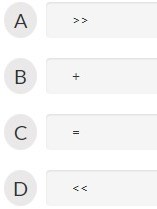 A >>
B +
C =
D <<